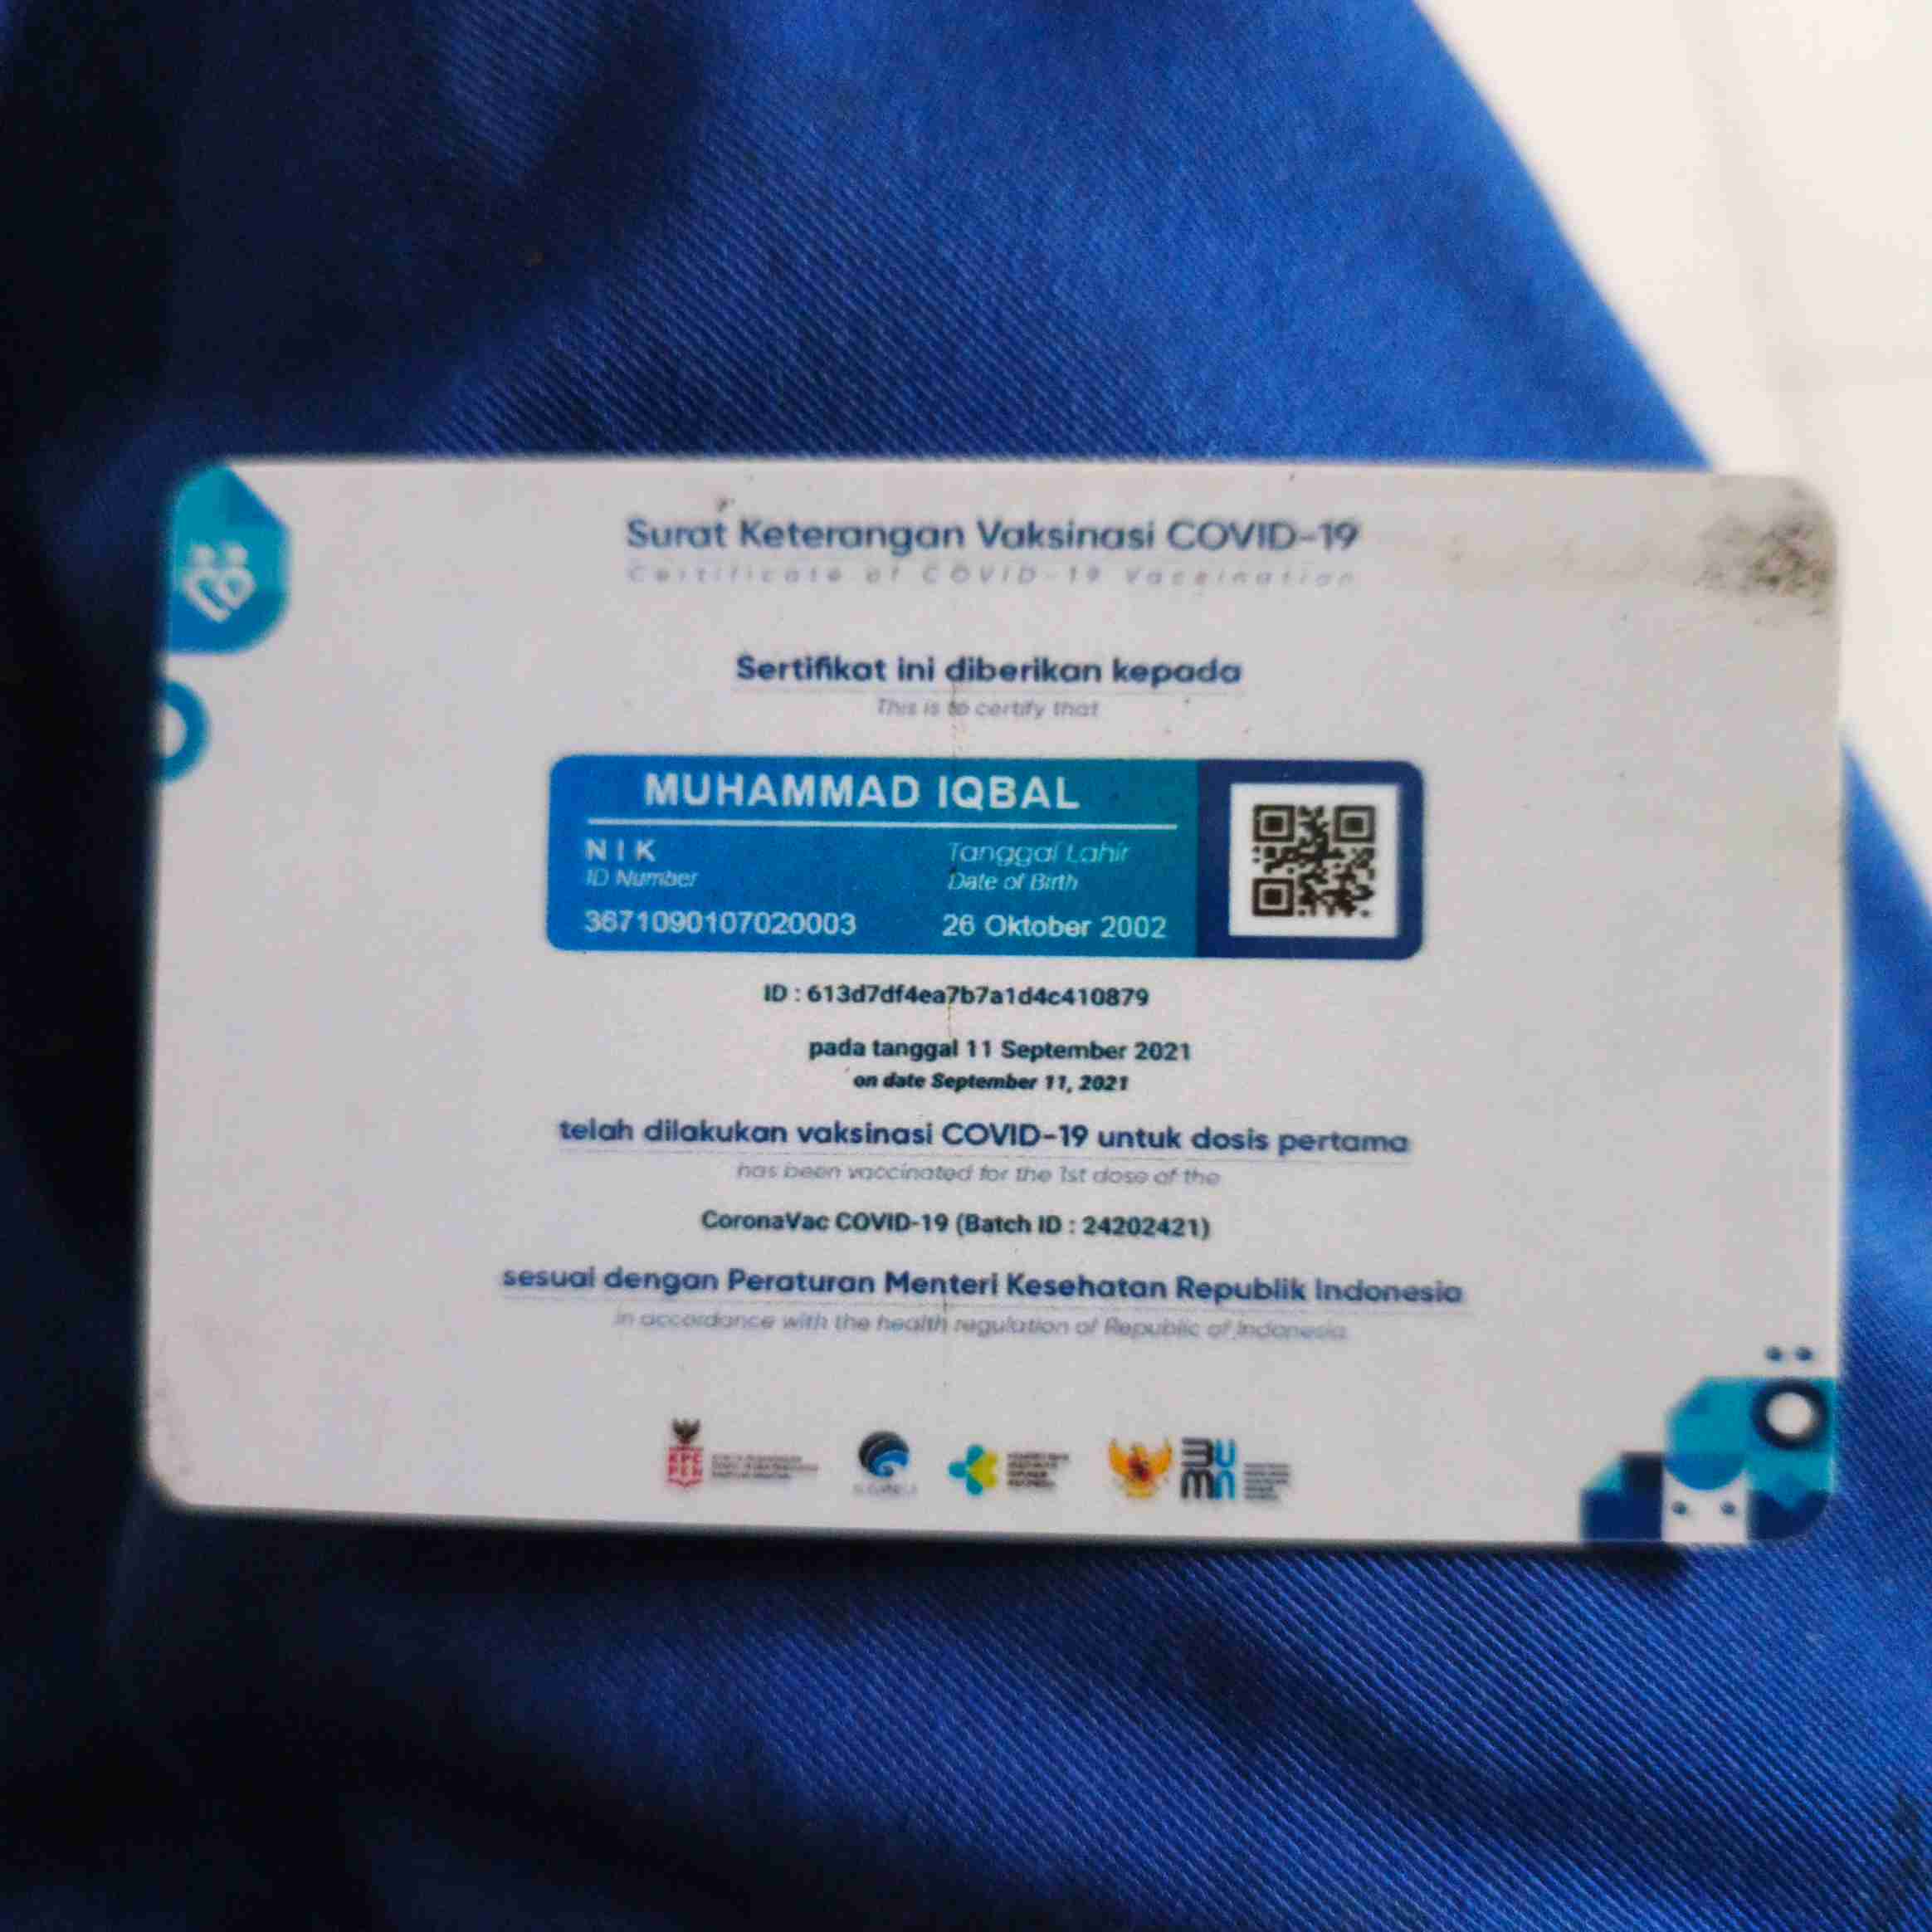 Surat Keterangan Vaksinasi COVID-19
Certificate of COVID-19 Vaccination
Sertifikat ini diberikan kepada
This is to certify that
MUHAMMAD IQBAL
NIK
Tanggal Lahir
ID Number
Date of Birth
3671090107020003
26 Oktober 2002
ID : 613d7df4ea7b7a1d4c410879
pada tanggal 11 September 2021
on date September 11, 2021
telah dilakukan vaksinasi COVID-19 untuk dosis pertama
has been vaccinated for the 1st dose of the
CoronaVac COVID-19 (Batch ID : 24202421)
sesuai dengan Peraturan Menteri Kesehatan Republik Indonesia
in accordance with the health regulation of Republic of Indonesia
KPC
PEN
BU
MN